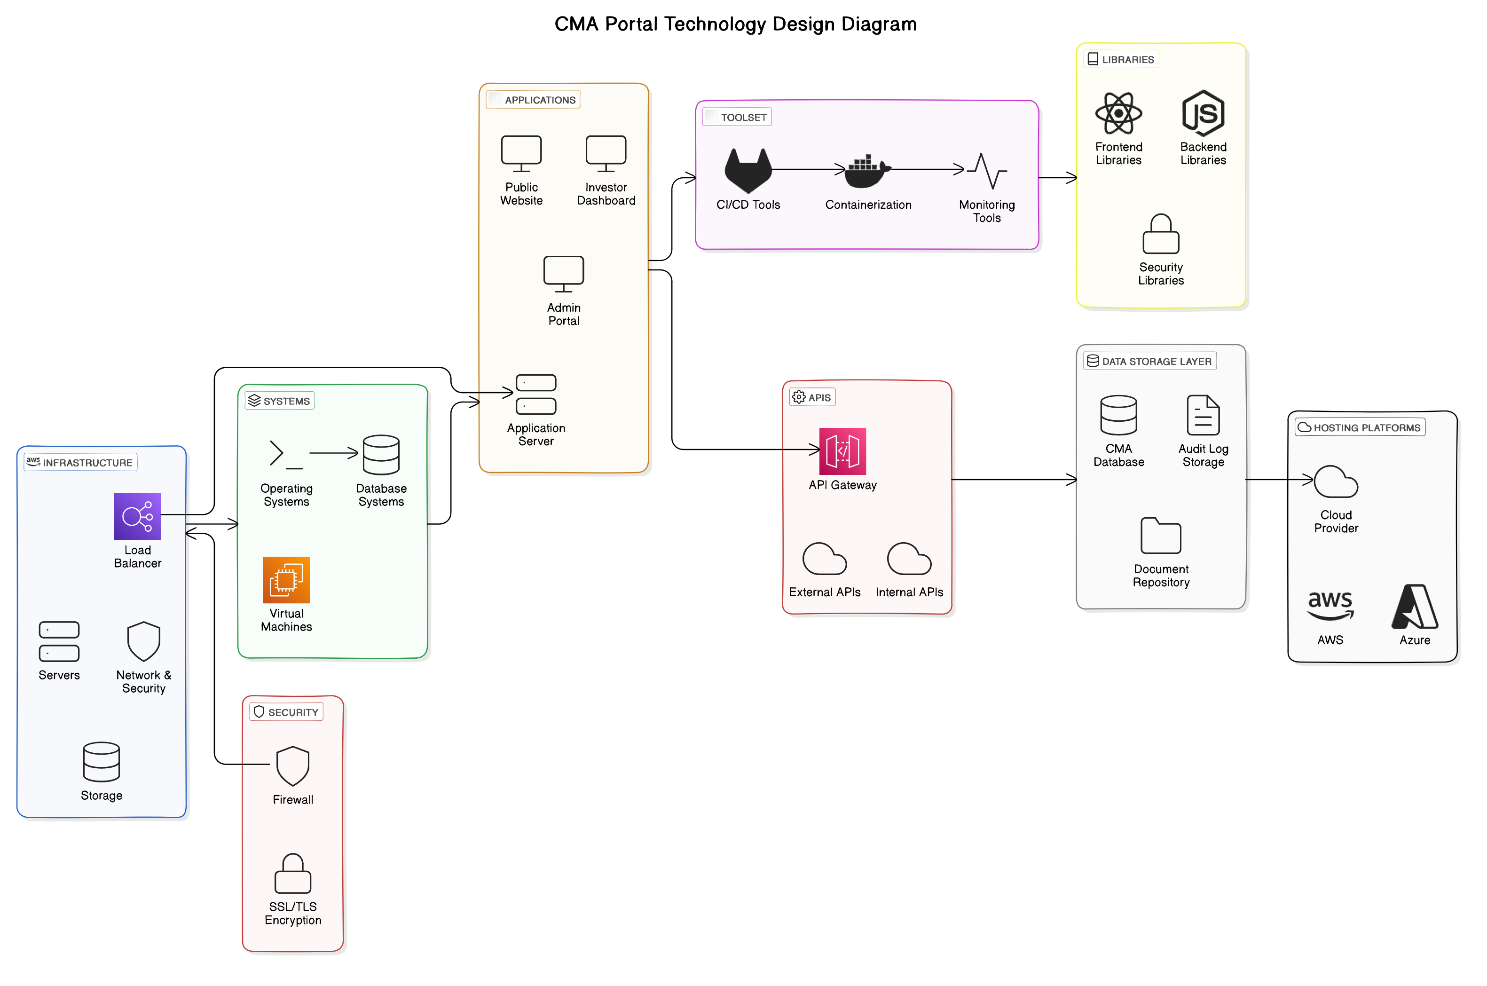 CMA Portal Technology Design Diagram
LIBRARIES
Frontend
Libraries
Backend
Libraries
Security
Libraries
APPLICATIONS
Public
Website
Investor
Dashboard
Admin
Portal
Application
Server
TOOLSET
CI/CD Tools
Containerization
Monitoring
Tools
DATA STORAGE LAYER
CMA
Database
Audit Log
Storage
Document
Repository
APIS
API Gateway
External APIs
Internal APIs
HOSTING PLATFORMS
Cloud
Provider
aws
AWS
Azure
SYSTEMS
Operating
Systems
Database
Systems
Virtual
Machines
aws INFRASTRUCTURE
Load
Balancer
Servers
Network &
Security
Storage
SECURITY
Firewall
SSL/TLS
Encryption
JS